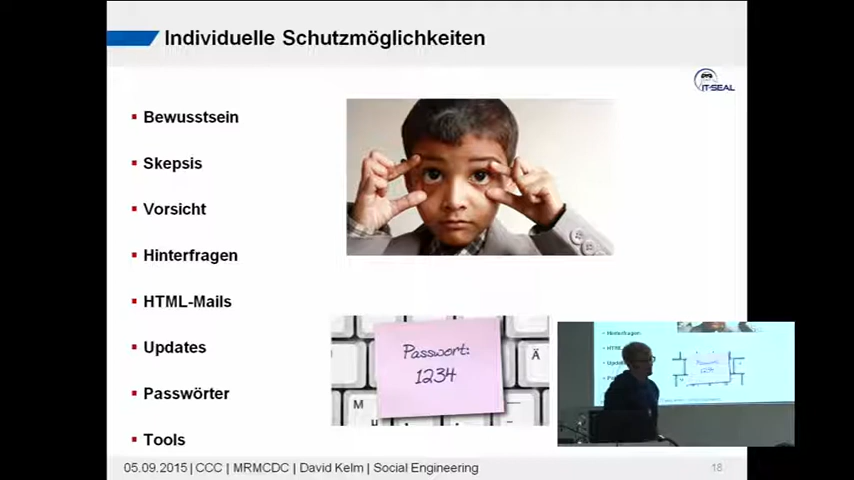 Individuelle Schutzmöglichkeiten
IT-SEAL
Bewusstsein
Skepsis
Vorsicht
Hinterfragen
HTML-Mails
Updates
Passwörter
Tools
Passwort:
1234
Ä
M
µ
Hinterfragen
05.09.2015 | CCC | MRMCDC | David Kelm | Social Engineering
18